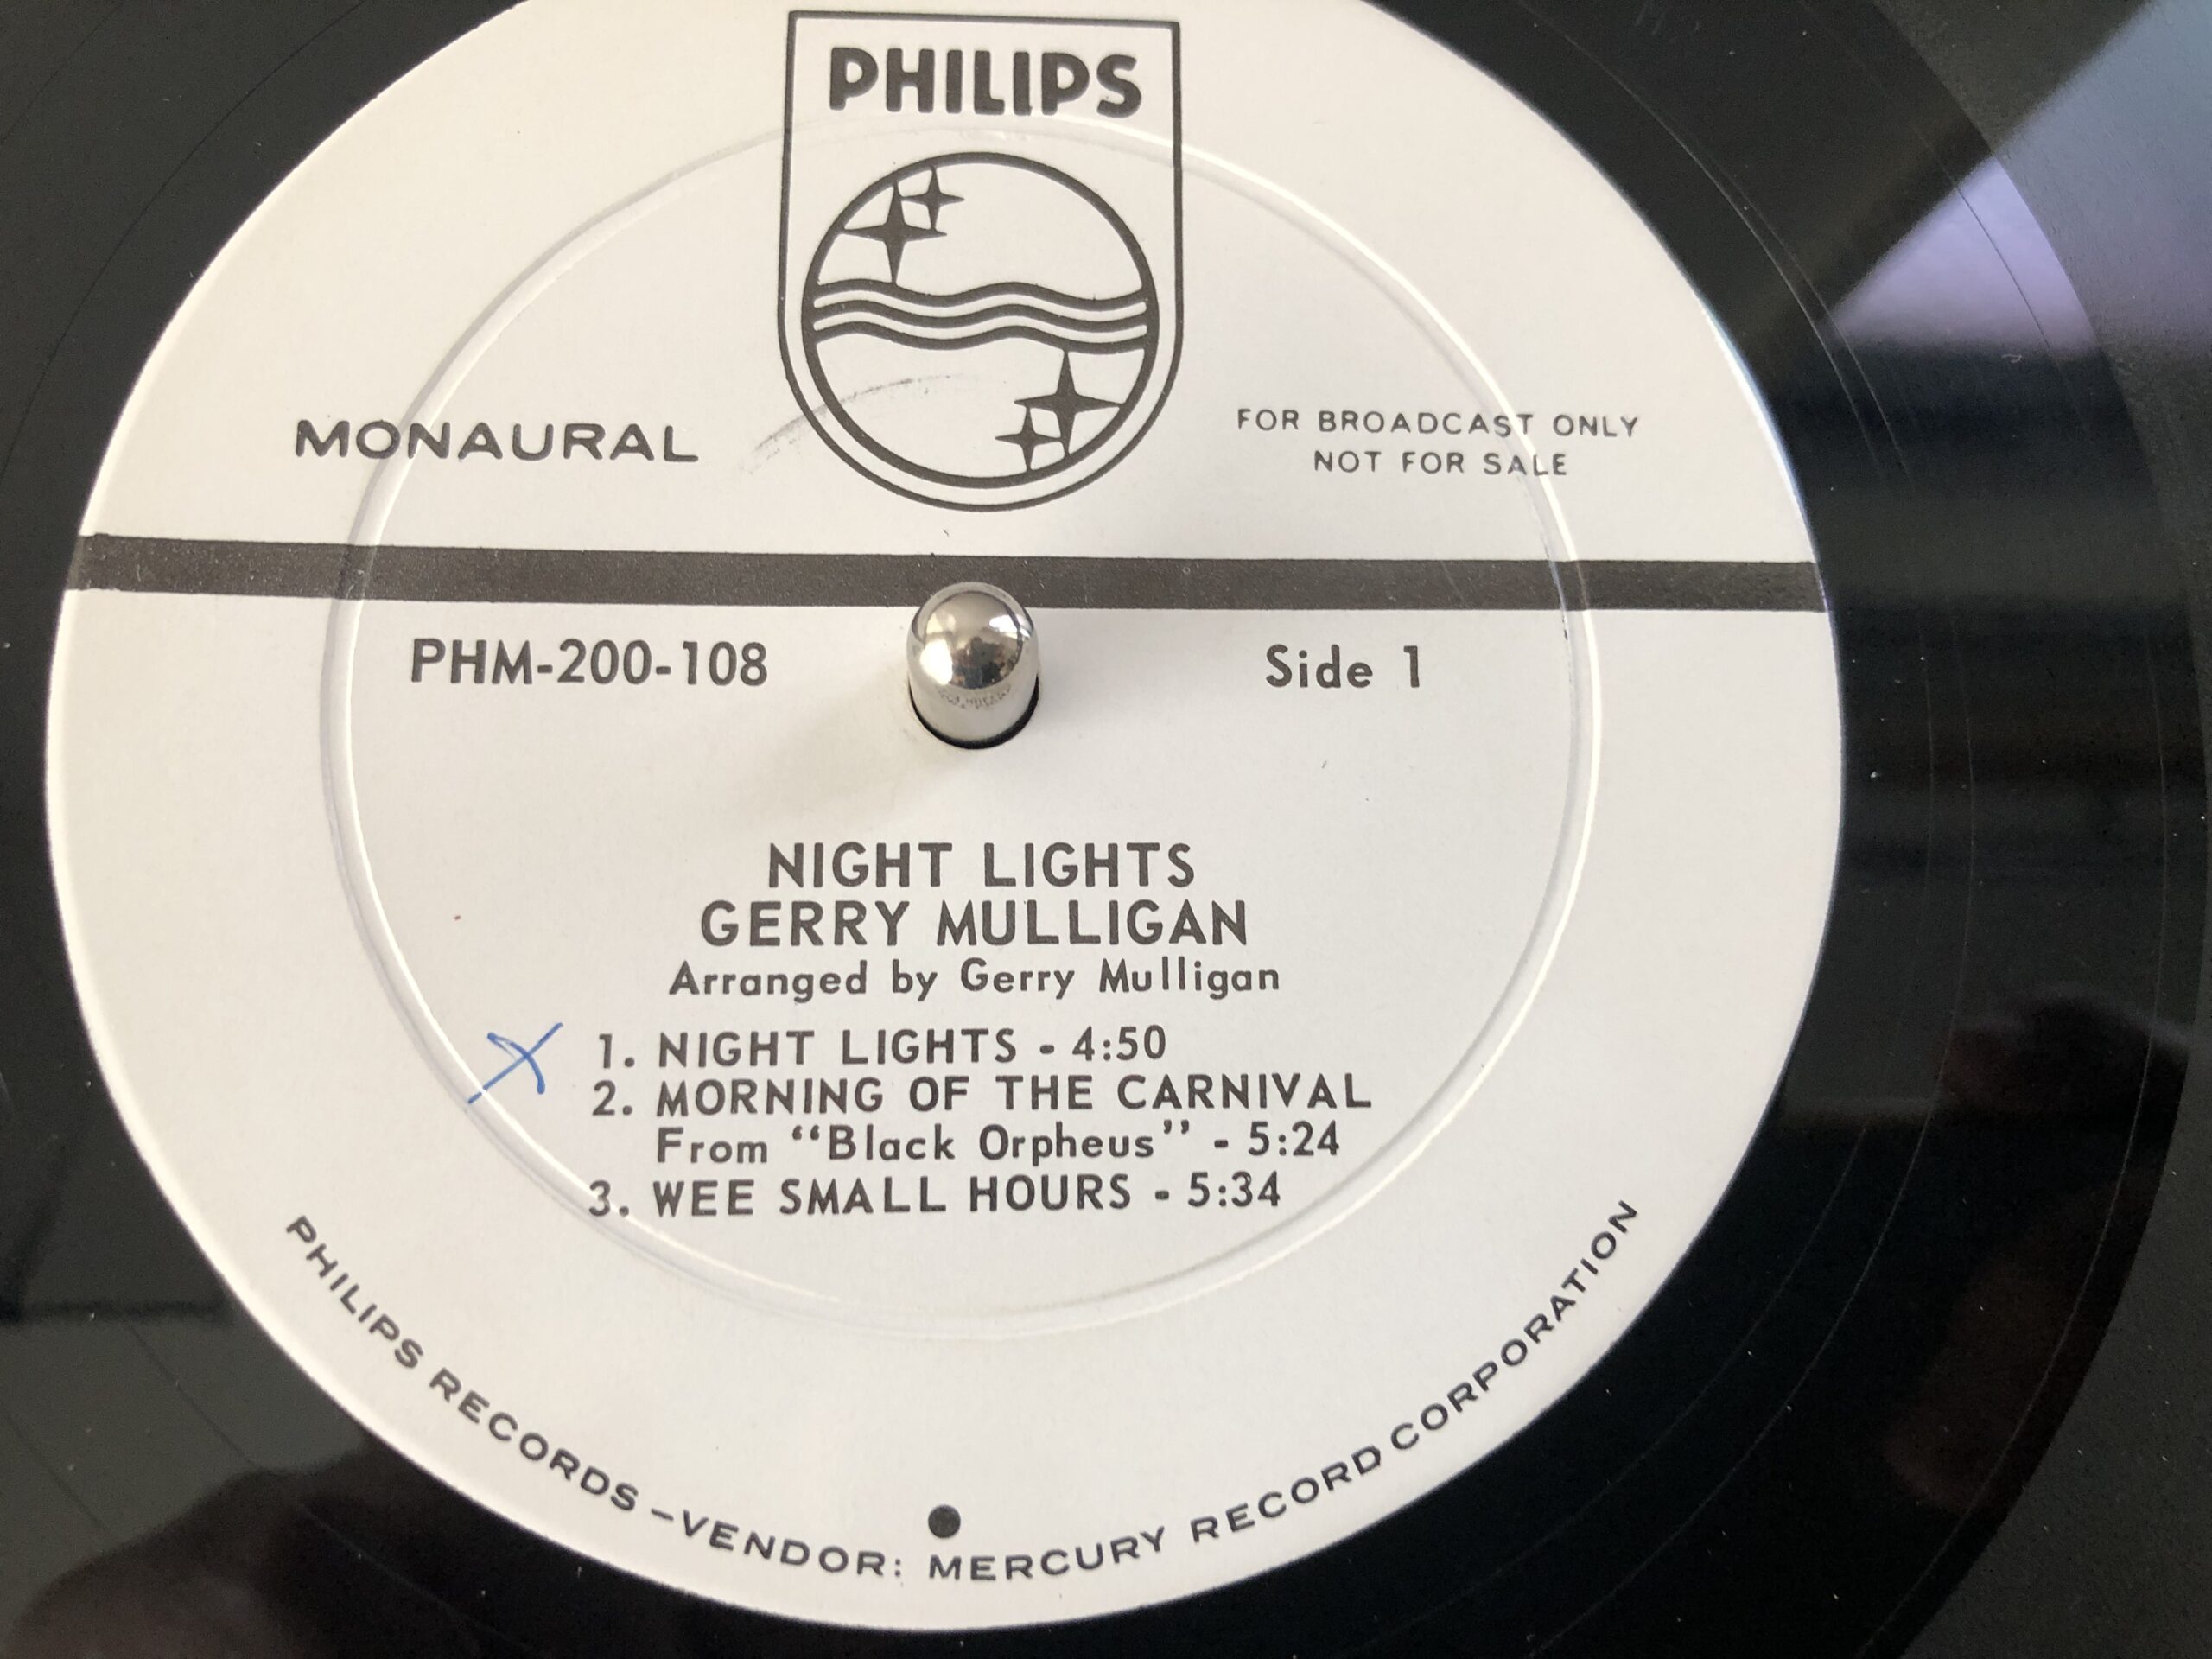 PHILIPS
MONAURAL
FOR BROADCAST ONLY
NOT FOR SALE
PHM-200-108
Side 1
NIGHT LIGHTS
GERRY MULLIGAN
Arranged by Gerry Mulligan
X
1. NIGHT LIGHTS - 4:50
2. MORNING OF THE CARNIVAL
From “Black Orpheus” - 5:24
3. WEE SMALL HOURS - 5:34
PHILIPS RECORDS – VENDOR: MERCURY RECORD CORPORATION